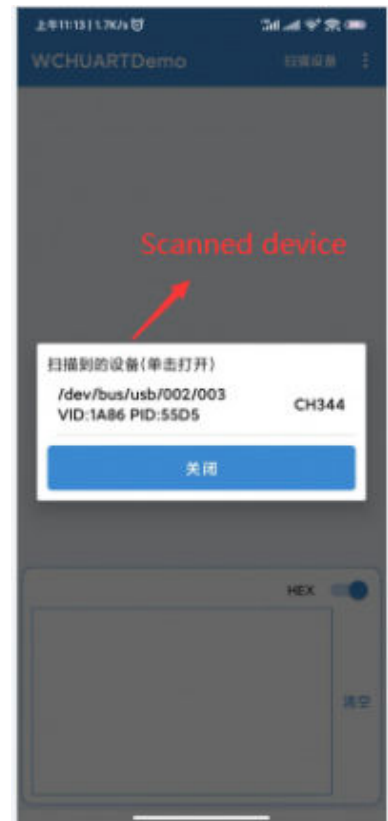 上午11:13 | 1.7K/s
WCHUARTDemo 扫描设备
Scanned device
扫描到的设备(单击打开)
/dev/bus/usb/002/003
VID:1A86 PID:55D5 CH344
关闭
HEX
清空